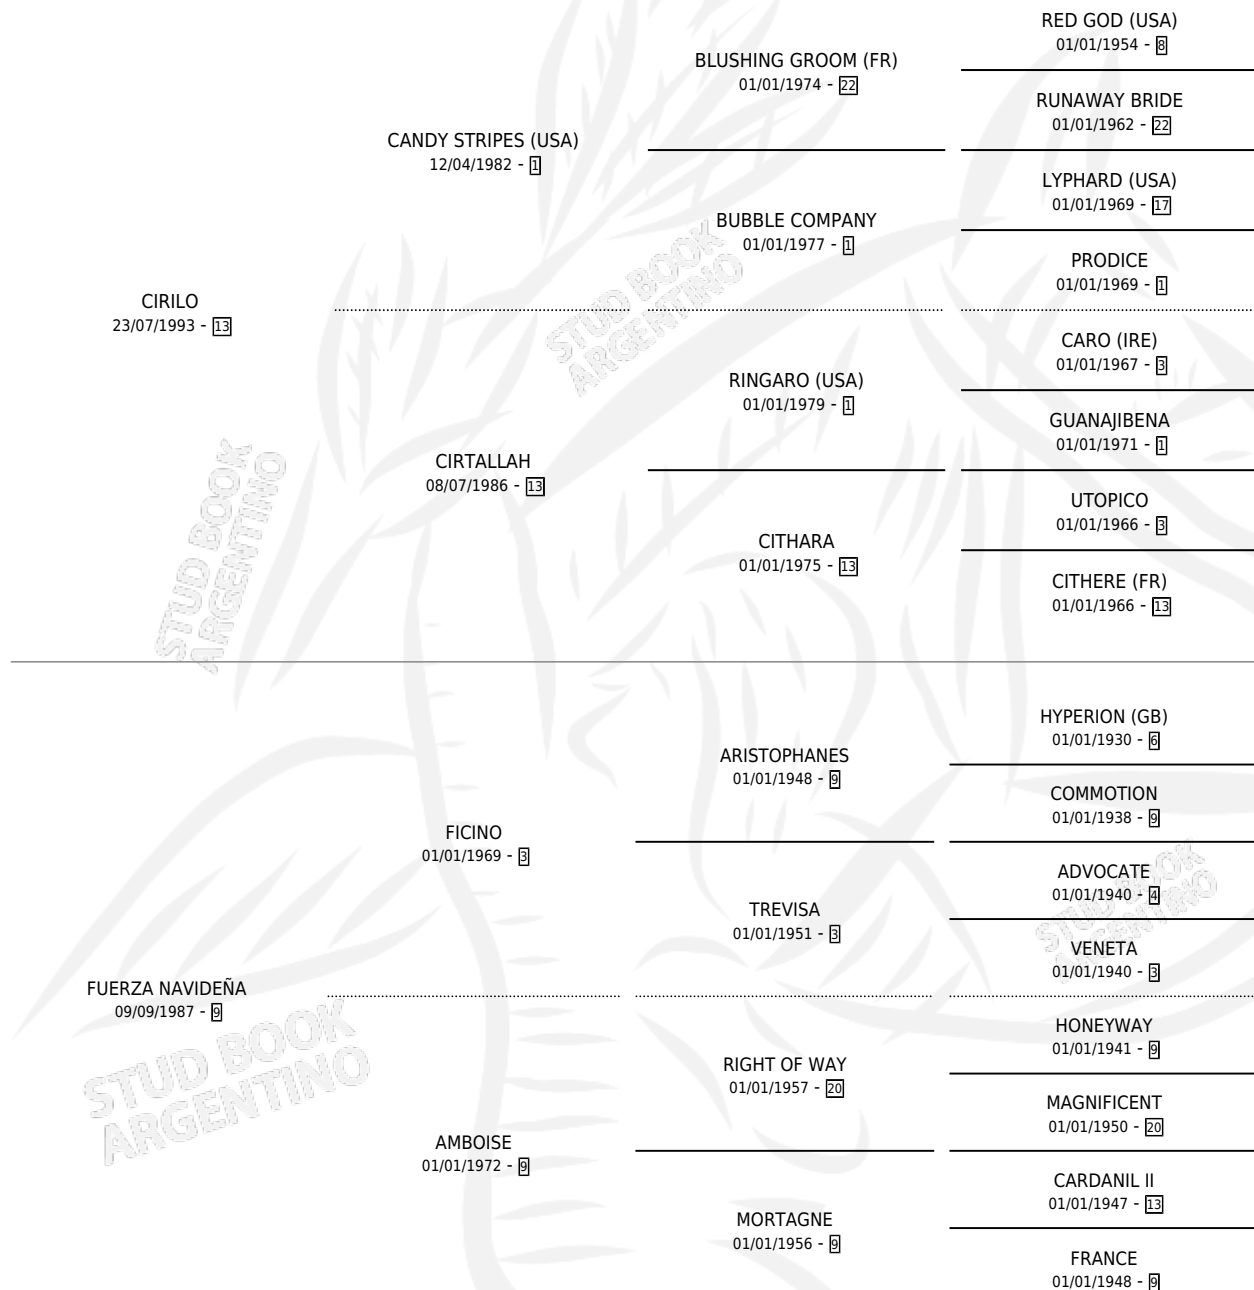 RED GOD (USA)
01/01/1954 - 8
BLUSHING GROOM (FR)
01/01/1974 - 22
RUNAWAY BRIDE
01/01/1962 - 22
CANDY STRIPES (USA)
12/04/1982 - 1
LYPHARD (USA)
01/01/1969 - 17
BUBBLE COMPANY
01/01/1977 - 1
PRODICE
01/01/1969 - 1
CIRILO
23/07/1993 - 13
CARO (IRE)
01/01/1967 - 3
RINGARO (USA)
01/01/1979 - 1
GUANAJIBENA
01/01/1971 - 1
CIRTALLAH
08/07/1986 - 13
UTOPICO
01/01/1966 - 3
CITHARA
01/01/1975 - 13
CITHERE (FR)
01/01/1966 - 13
HYPERION (GB)
01/01/1930 - 6
ARISTOPHANES
01/01/1948 - 9
COMMOTION
01/01/1938 - 9
FICINO
01/01/1969 - 3
ADVOCATE
01/01/1940 - 4
TREVISA
01/01/1951 - 3
VENETA
01/01/1940 - 3
FUERZA NAVIDEÑA
09/09/1987 - 9
HONEYWAY
01/01/1941 - 9
RIGHT OF WAY
01/01/1957 - 20
MAGNIFICENT
01/01/1950 - 20
AMBOISE
01/01/1972 - 9
CARDANIL II
01/01/1947 - 13
MORTAGNE
01/01/1956 - 9
FRANCE
01/01/1948 - 9
STUD BOOK
ARGENTINO
STUD BOOK
ARGENTINO
STUD BOOK
ARGENTINO
STUD BOOK
ARGENTINO